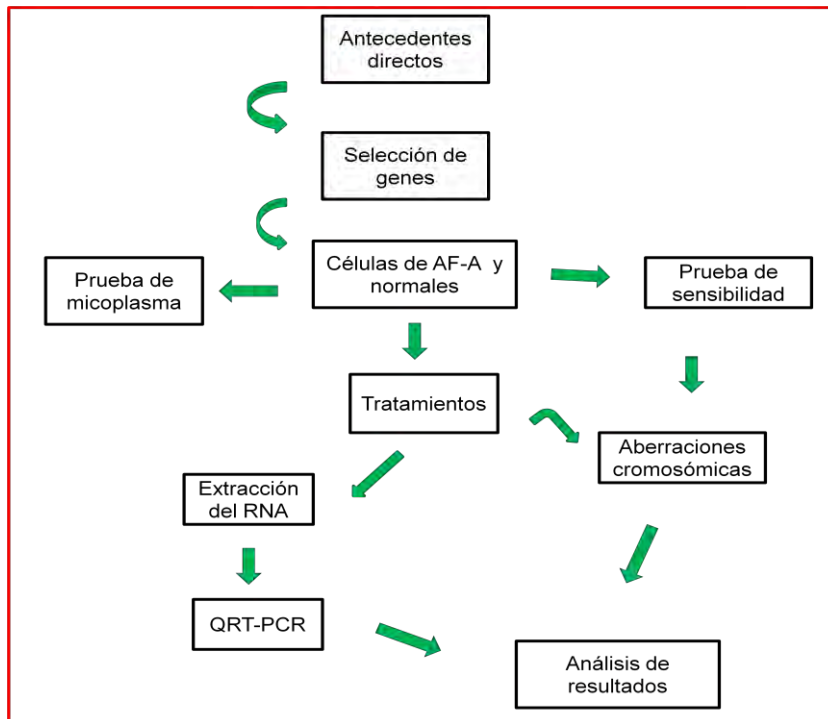 Antecedentes
directos
Selección de
genes
Células de AF-A y
normales
Prueba de
micoplasma
Prueba de
sensibilidad
Tratamientos
Aberraciones
cromosómicas
Extracción
del RNA
QRT-PCR
Análisis de
resultados